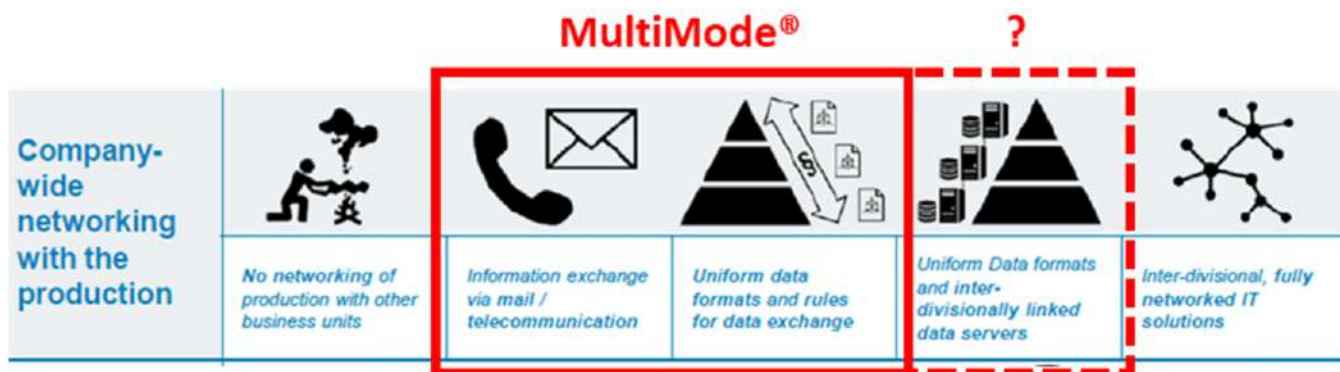 MultiMode®
?
Company-
wide
networking
with the
production
No networking of
production with other
business units
Information exchange
via mail /
telecommunication
Uniform data
formats and rules
for data exchange
Uniform Data formats
and inter-
divisionally linked
data servers
Inter-divisional, fully
networked IT
solutions
§